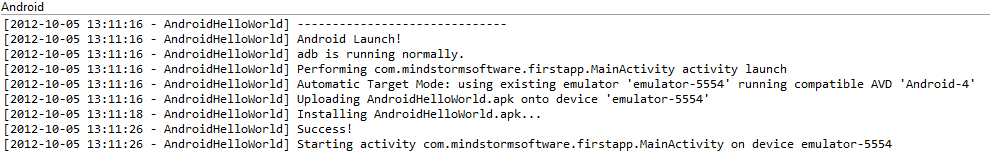 Android
[2012-10-05 13:11:16 - AndroidHelloWorld] ------------------------------
[2012-10-05 13:11:16 - AndroidHelloWorld] Android Launch!
[2012-10-05 13:11:16 - AndroidHelloWorld] adb is running normally.
[2012-10-05 13:11:16 - AndroidHelloWorld] Performing com.mindstormsoftware.firstapp.MainActivity activity launch
[2012-10-05 13:11:16 - AndroidHelloWorld] Automatic Target Mode: using existing emulator 'emulator-5554' running compatible AVD 'Android-4'
[2012-10-05 13:11:16 - AndroidHelloWorld] Uploading AndroidHelloWorld.apk onto device 'emulator-5554'
[2012-10-05 13:11:18 - AndroidHelloWorld] Installing AndroidHelloWorld.apk...
[2012-10-05 13:11:26 - AndroidHelloWorld] Success!
[2012-10-05 13:11:26 - AndroidHelloWorld] Starting activity com.mindstormsoftware.firstapp.MainActivity on device emulator-5554